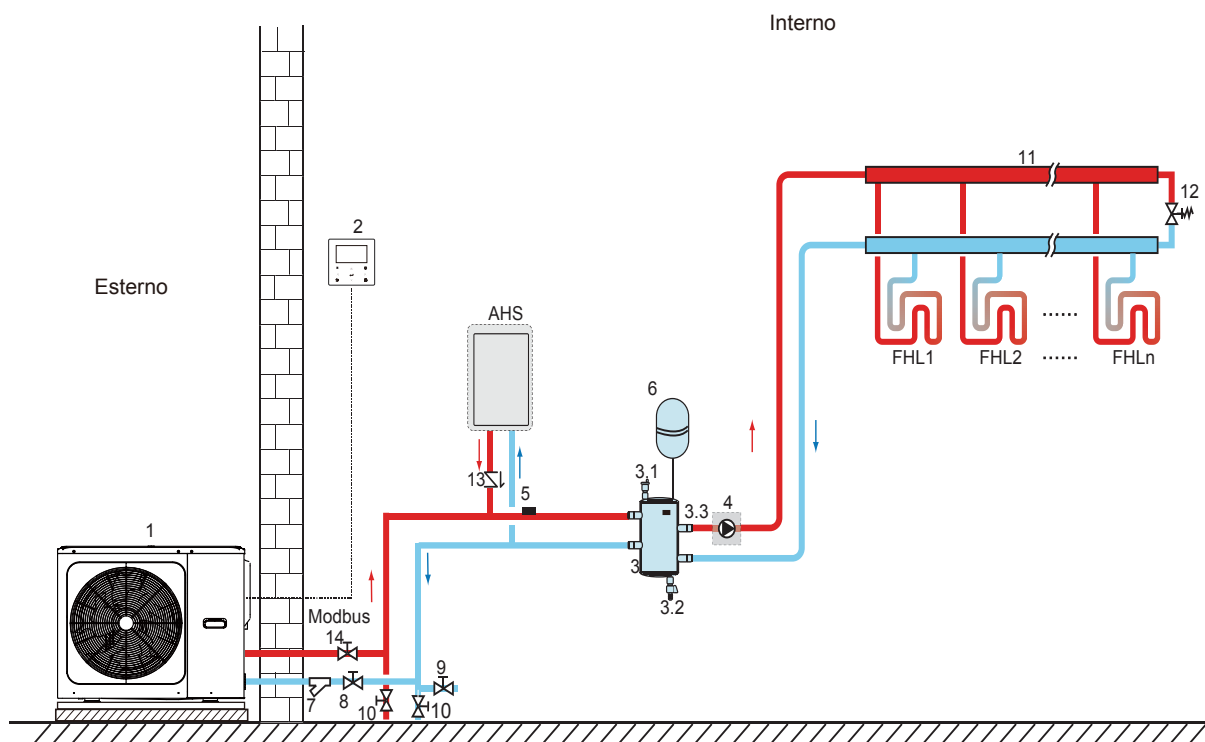 Interno
11
12
2
Esterno
AHS
FHL1
FHL2
FHLn
......
......
6
13
5
3.1
3.3
4
1
3
3.2
Modbus
14
9
7
8
10
10